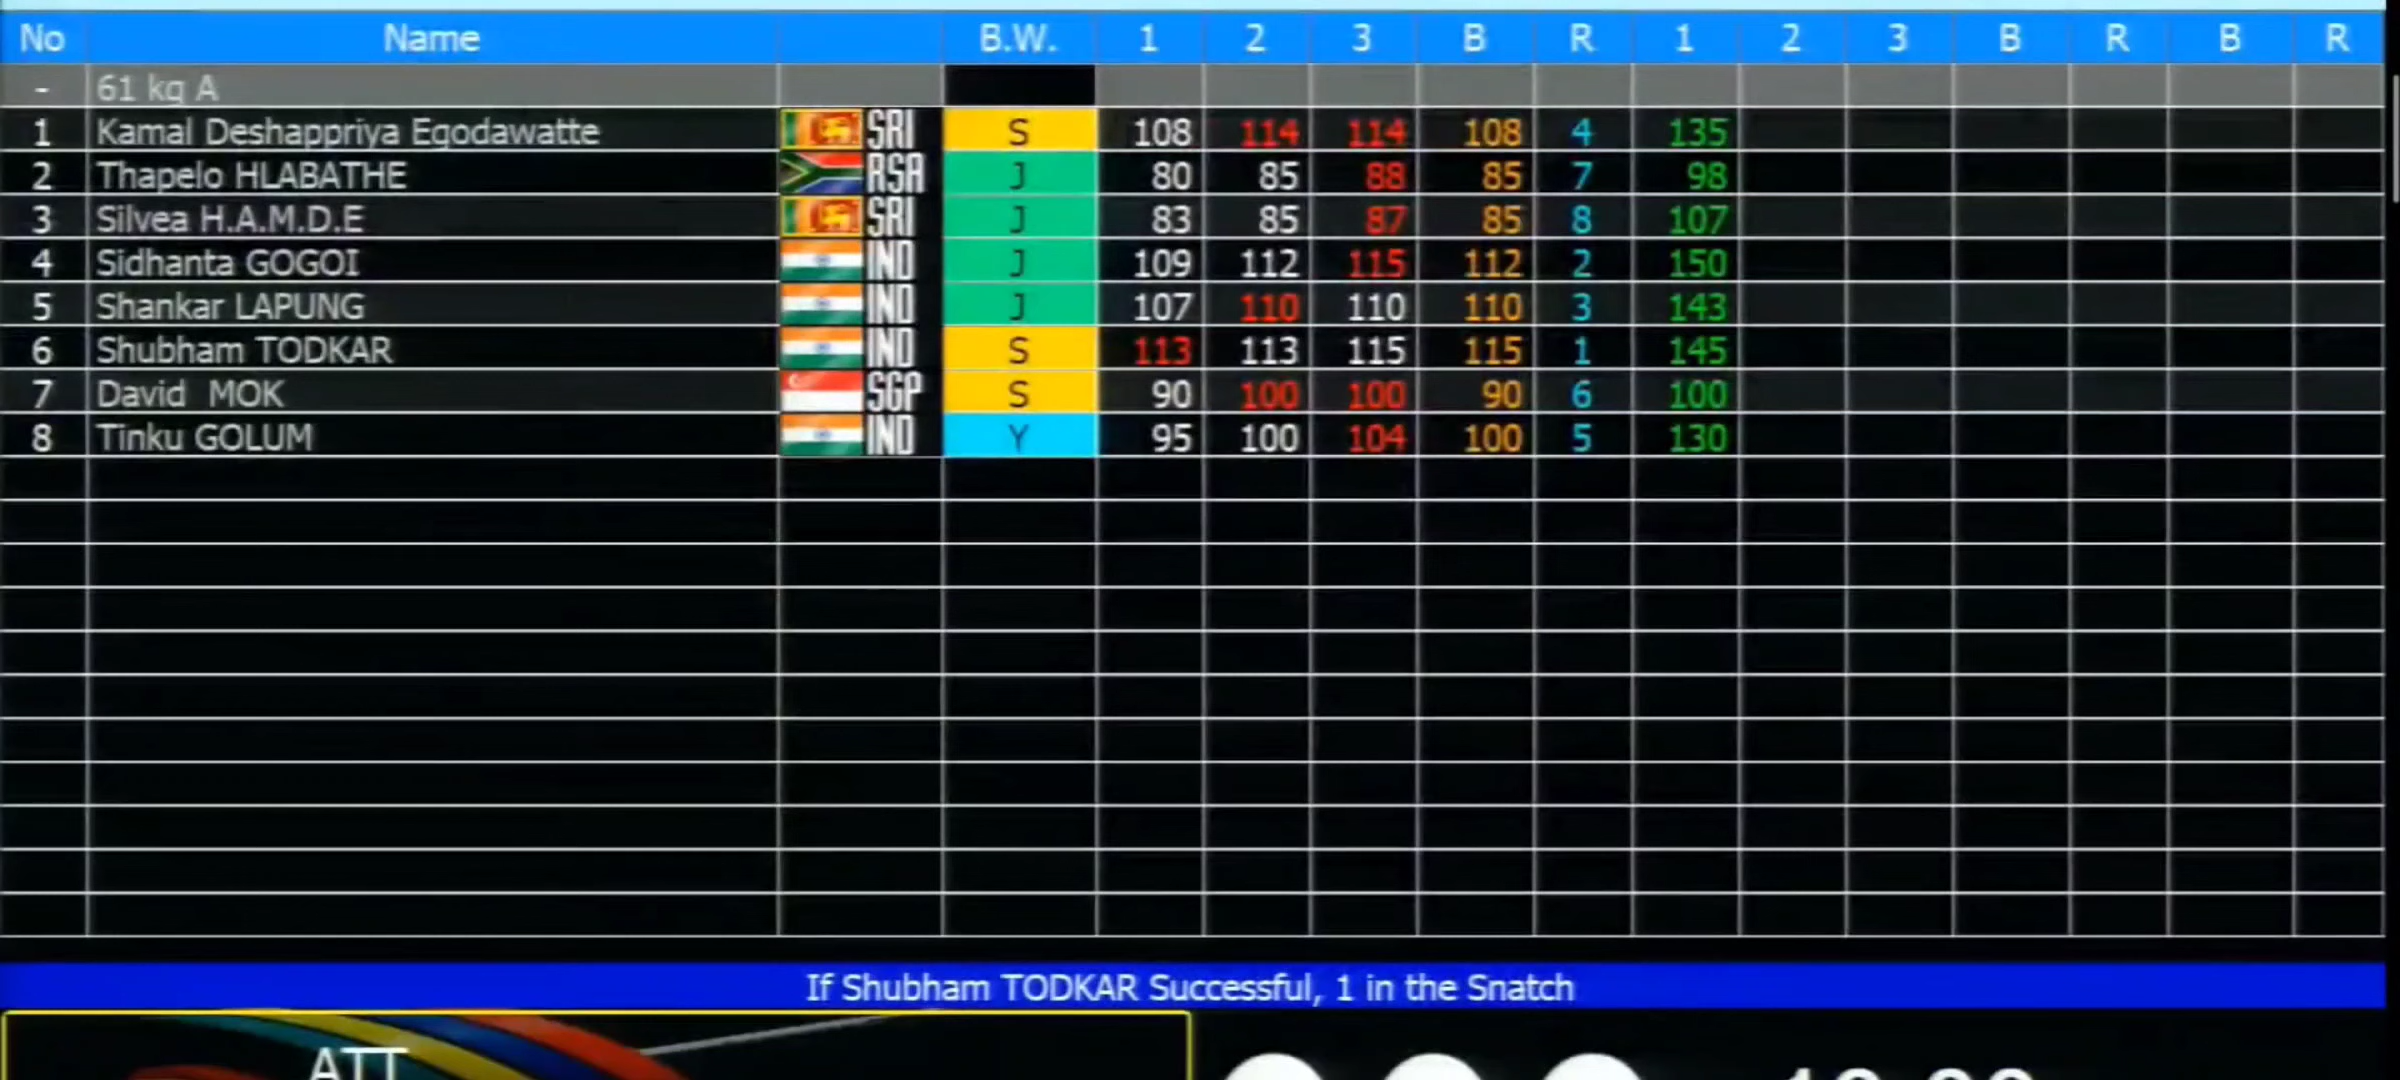 No Name B.W. 1 2 3 B R 1 2 3 B R B R
- 61 kg A
1 Kamal Deshappriya Egodawatte SRI S 108 114 114 108 4 135
2 Thapelo HLABATHE RSA J 80 85 88 85 7 98
3 Silvea H.A.M.D.E SRI J 83 85 87 85 8 107
4 Sidhanta GOGOI IND J 109 112 115 112 2 150
5 Shankar LAPUNG IND J 107 110 110 110 3 143
6 Shubham TODKAR IND S 113 113 115 115 1 145
7 David MOK SGP S 90 100 100 90 6 100
8 Tinku GOLUM IND Y 95 100 104 100 5 130
If Shubham TODKAR Successful, 1 in the Snatch
ATT